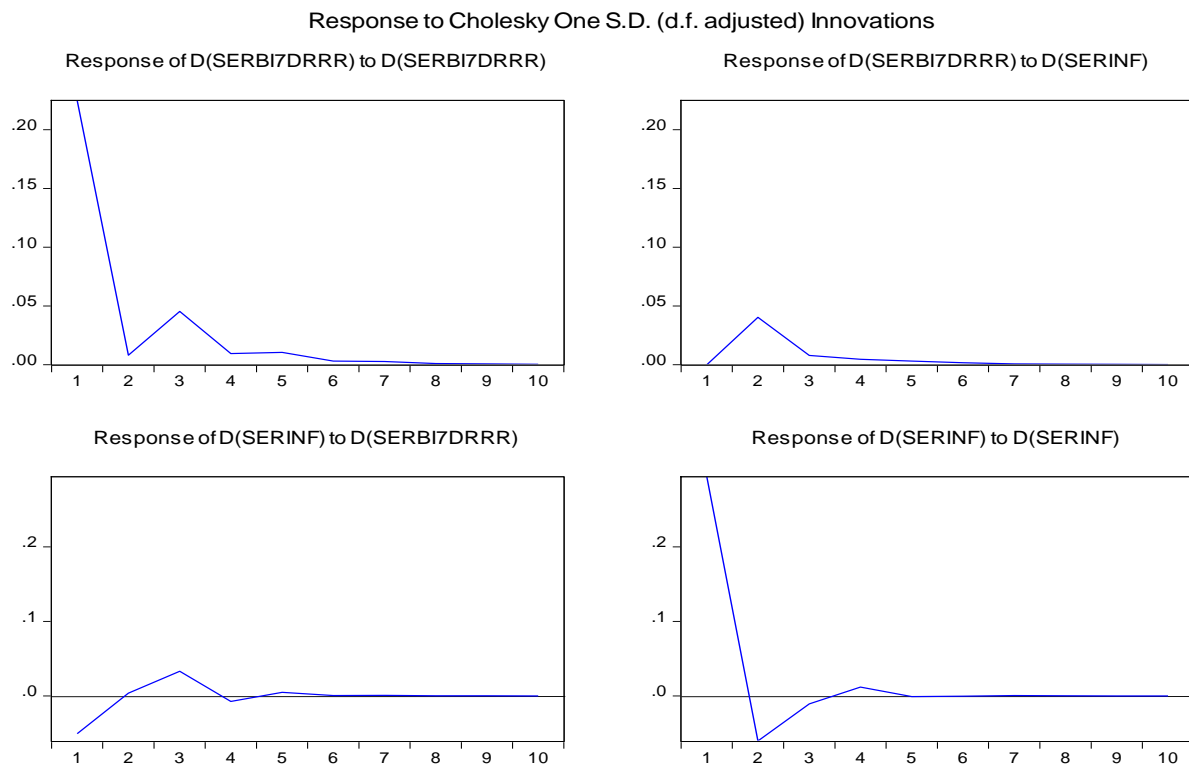 Response to Cholesky One S.D. (d.f. adjusted) Innovations
Response of D(SERBI7DRRR) to D(SERBI7DRRR)
.20
.15
.10
.05
.00
1 2 3 4 5 6 7 8 9 10
Response of D(SERBI7DRRR) to D(SERINF)
.20
.15
.10
.05
.00
1 2 3 4 5 6 7 8 9 10
Response of D(SERINF) to D(SERBI7DRRR)
.2
.1
.0
1 2 3 4 5 6 7 8 9 10
Response of D(SERINF) to D(SERINF)
.2
.1
.0
1 2 3 4 5 6 7 8 9 10